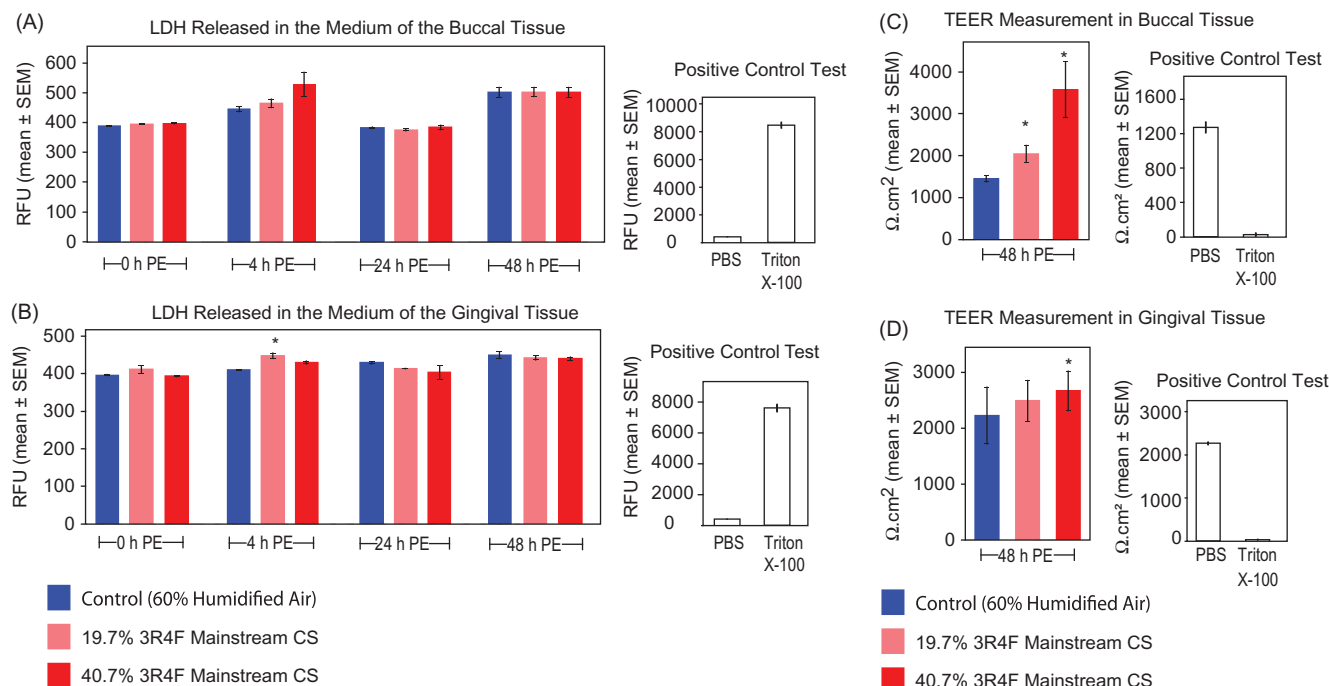 (A)
LDH Released in the Medium of the Buccal Tissue
RFU (mean ± SEM)
600
500
400
300
200
100
0
0 h PE
4 h PE
24 h PE
48 h PE
Positive Control Test
RFU (mean ± SEM)
10000
8000
6000
4000
2000
0
PBS
Triton
X-100
(B)
LDH Released in the Medium of the Gingival Tissue
RFU (mean ± SEM)
500
400
300
200
100
0
*
0 h PE
4 h PE
24 h PE
48 h PE
Positive Control Test
RFU (mean ± SEM)
8000
6000
4000
2000
0
PBS
Triton
X-100
Control (60% Humidified Air)
19.7% 3R4F Mainstream CS
40.7% 3R4F Mainstream CS
(C)
TEER Measurement in Buccal Tissue
Ω.cm² (mean ± SEM)
4000
3000
2000
1000
0
*
*
48 h PE
Positive Control Test
Ω.cm² (mean ± SEM)
1600
1200
800
400
0
PBS
Triton
X-100
(D)
TEER Measurement in Gingival Tissue
Ω.cm² (mean ± SEM)
3000
2000
1000
0
*
48 h PE
Positive Control Test
Ω.cm² (mean ± SEM)
3000
2000
1000
0
PBS
Triton
X-100
Control (60% Humidified Air)
19.7% 3R4F Mainstream CS
40.7% 3R4F Mainstream CS